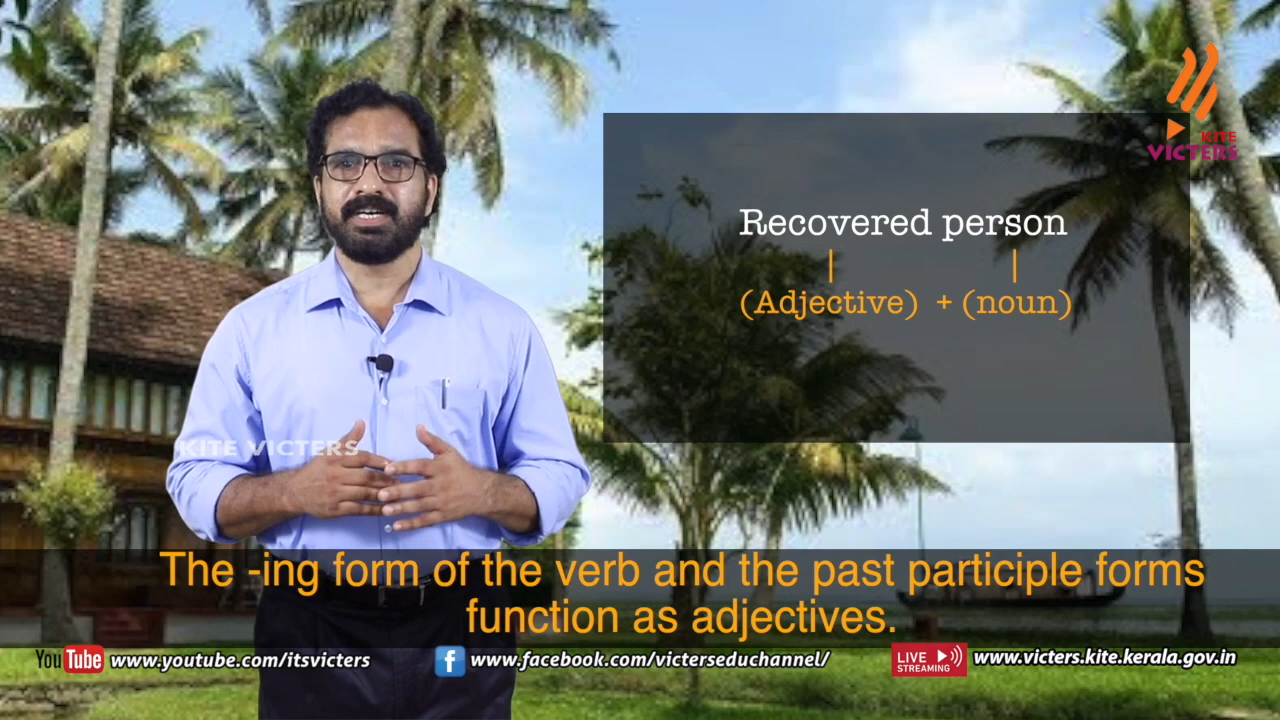 KITE
VICTERS
Recovered person
(Adjective) + (noun)
KITE VICTERS
The -ing form of the verb and the past participle forms
function as adjectives.
YouTube www.youtube.com/itsvicters
f www.facebook.com/victerseduchannel/
LIVE
STREAMING
www.victers.kite.kerala.gov.in